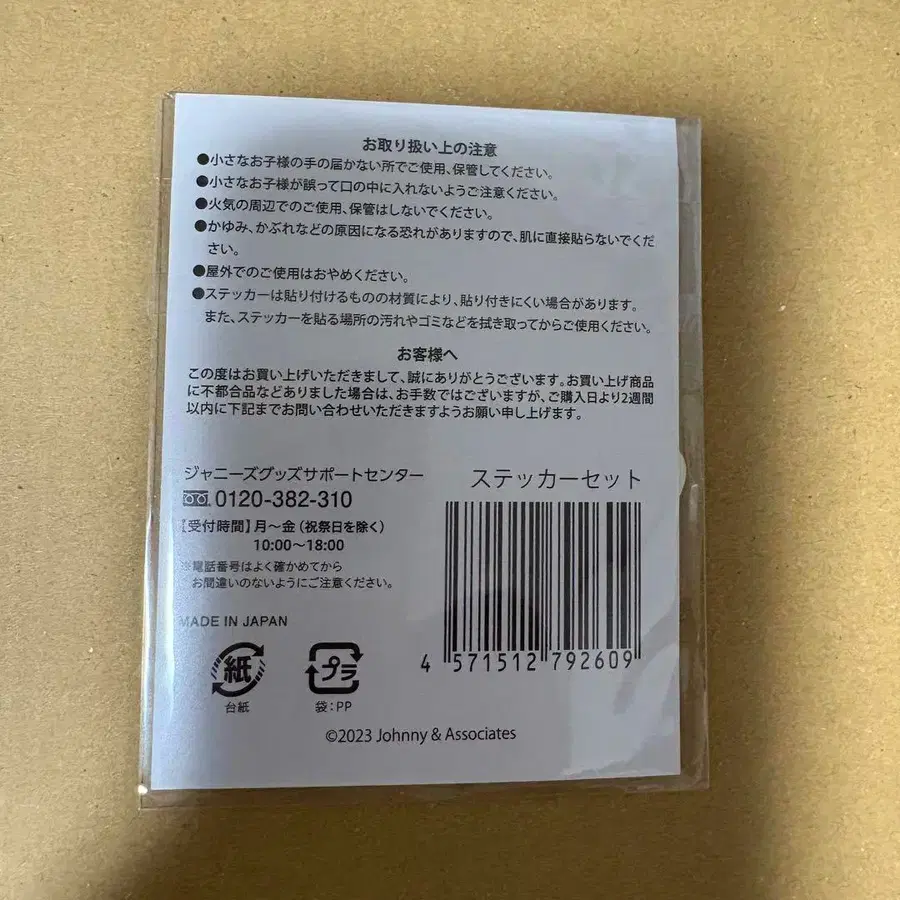 お取り扱い上の注意
●小さなお子様の手の届かない所でご使用、保管してください。
●小さなお子様が誤って口の中に入れないようご注意ください。
●火気の周辺でのご使用、保管はしないでください。
●かゆみ、かぶれなどの原因になる恐れがありますので、肌に直接貼らないでくだ
さい。
●屋外でのご使用はおやめください。
●ステッカーは貼り付けるものの材質により、貼り付きにくい場合があります。
また、ステッカーを貼る場所の汚れやゴミなどを拭き取ってからご使用ください。
お客様へ
この度はお買い上げいただきまして、誠にありがとうございます。お買い上げ商品
に不都合品などありました場合は、お手数ではございますが、ご購入日より2週間
以内に下記までお問い合わせいただきますようお願い申し上げます。
ジャニーズグッズサポートセンター
0120-382-310
【受付時間】月〜金（祝祭日を除く）
10:00〜18:00
※電話番号はよく確かめてから
お間違いのないようにご注意ください。
MADE IN JAPAN
ステッカーセット
4 571512 792609
紙
台紙
プラ
袋：PP
©2023 Johnny & Associates